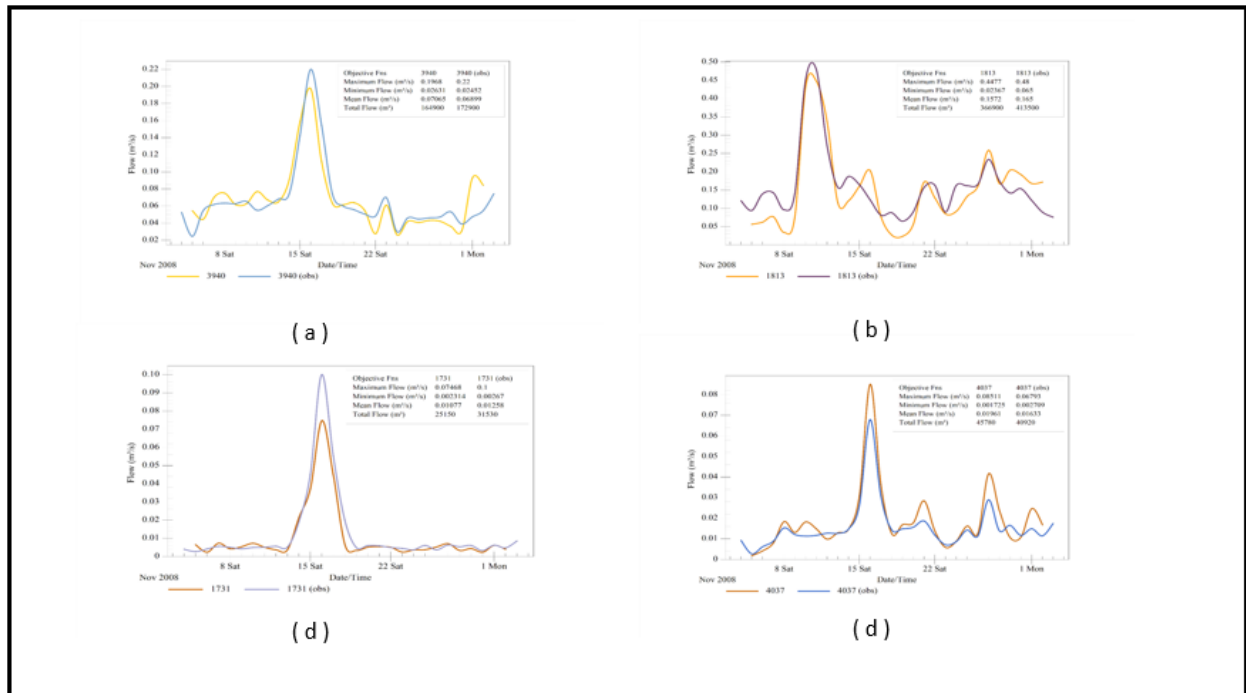 Objective Fns 3940 3940 (obs)
Maximum Flow (m³/s) 0.1968 0.22
Minimum Flow (m³/s) 0.02631 0.02452
Mean Flow (m³/s) 0.07065 0.06899
Total Flow (m³) 164900 172900
0.22
0.20
0.18
0.16
0.14
0.12
0.10
0.08
0.06
0.04
0.02
Flow (m³/s)
8 Sat 15 Sat 22 Sat 1 Mon
Nov 2008 Date/Time
3940 3940 (obs)
( a )
Objective Fns 1813 1813 (obs)
Maximum Flow (m³/s) 0.4477 0.48
Minimum Flow (m³/s) 0.02367 0.065
Mean Flow (m³/s) 0.1572 0.165
Total Flow (m³) 366900 413500
0.50
0.45
0.40
0.35
0.30
0.25
0.20
0.15
0.10
0.05
Flow (m³/s)
8 Sat 15 Sat 22 Sat 1 Mon
Nov 2008 Date/Time
1813 1813 (obs)
( b )
Objective Fns 1731 1731 (obs)
Maximum Flow (m³/s) 0.07468 0.1
Minimum Flow (m³/s) 0.002314 0.00267
Mean Flow (m³/s) 0.01077 0.01258
Total Flow (m³) 25150 31530
0.10
0.09
0.08
0.07
0.06
0.05
0.04
0.03
0.02
0.01
0
Flow (m³/s)
8 Sat 15 Sat 22 Sat 1 Mon
Nov 2008 Date/Time
1731 1731 (obs)
( d )
Objective Fns 4037 4037 (obs)
Maximum Flow (m³/s) 0.08511 0.06793
Minimum Flow (m³/s) 0.001725 0.002709
Mean Flow (m³/s) 0.01961 0.01633
Total Flow (m³) 45780 40920
0.08
0.07
0.06
0.05
0.04
0.03
0.02
0.01
0
Flow (m³/s)
8 Sat 15 Sat 22 Sat 1 Mon
Nov 2008 Date/Time
4037 4037 (obs)
( d )